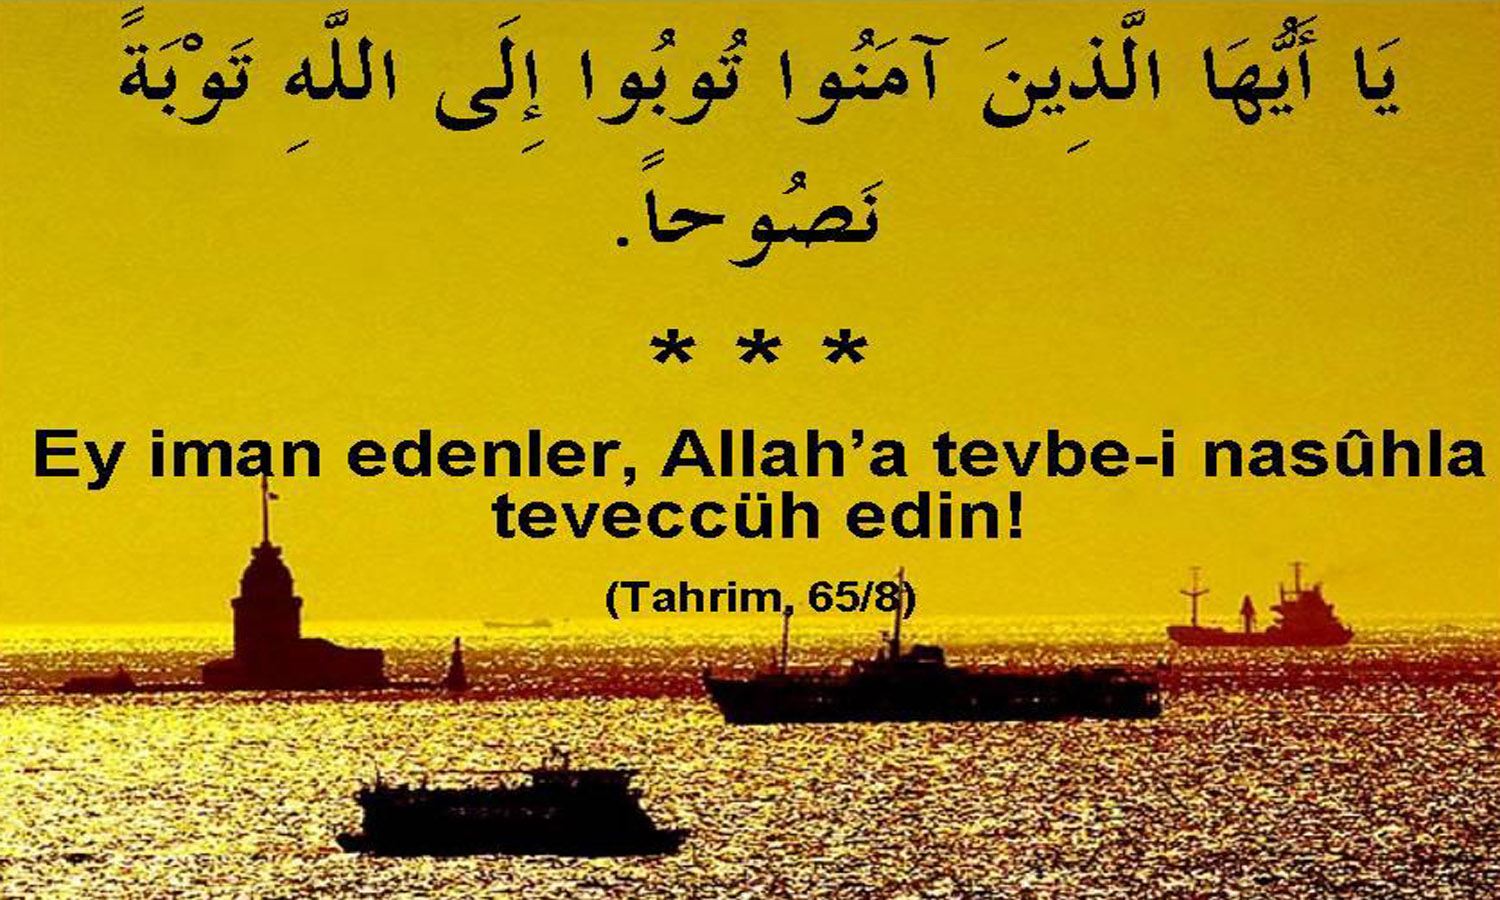 يَا أَيُّهَا الَّذِينَ آمَنُوا تُوبُوا إِلَى اللَّهِ تَوْبَةً
نَصُوحاً.
* * *
Ey iman edenler, Allah’a tevbe-i nasûhla
teveccüh edin!
(Tahrim, 65/8)